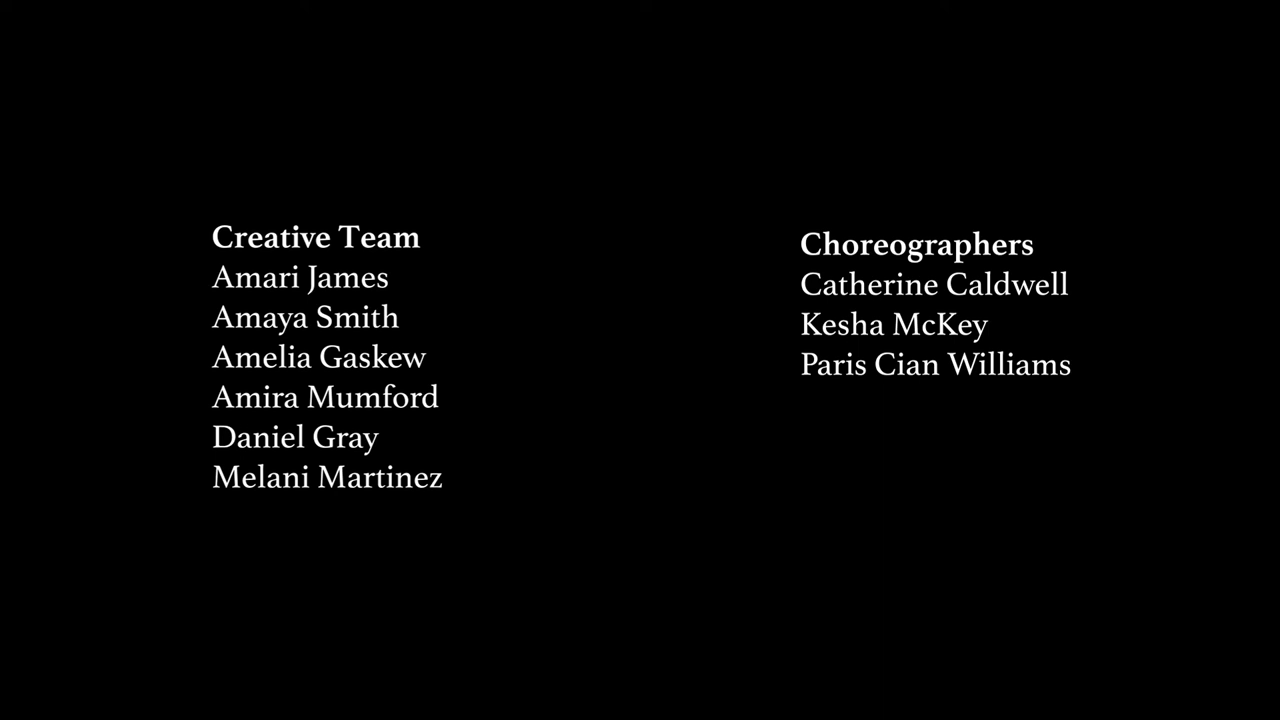 Creative Team
Amari James
Amaya Smith
Amelia Gaskew
Amira Mumford
Daniel Gray
Melani Martinez
Choreographers
Catherine Caldwell
Kesha McKey
Paris Cian Williams